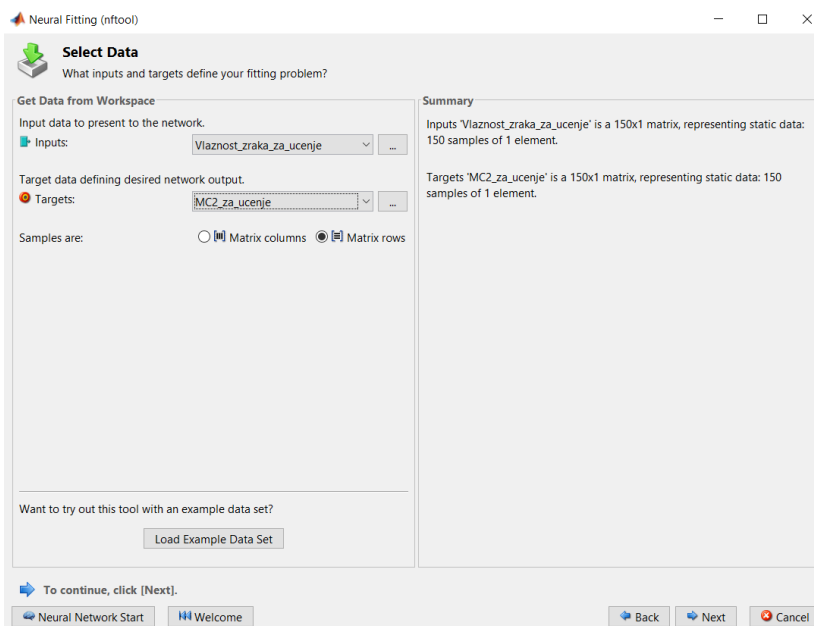 Neural Fitting (nftool)
Select Data
What inputs and targets define your fitting problem?
Get Data from Workspace
Input data to present to the network.
Inputs:
Vlaznost_zraka_za_ucenje
...
Target data defining desired network output.
Targets:
MC2_za_ucenje
...
Samples are:
Matrix columns
Matrix rows
Want to try out this tool with an example data set?
Load Example Data Set
Summary
Inputs 'Vlaznost_zraka_za_ucenje' is a 150x1 matrix, representing static data:
150 samples of 1 element.
Targets 'MC2_za_ucenje' is a 150x1 matrix, representing static data: 150
samples of 1 element.
To continue, click [Next].
Neural Network Start
Welcome
Back
Next
Cancel